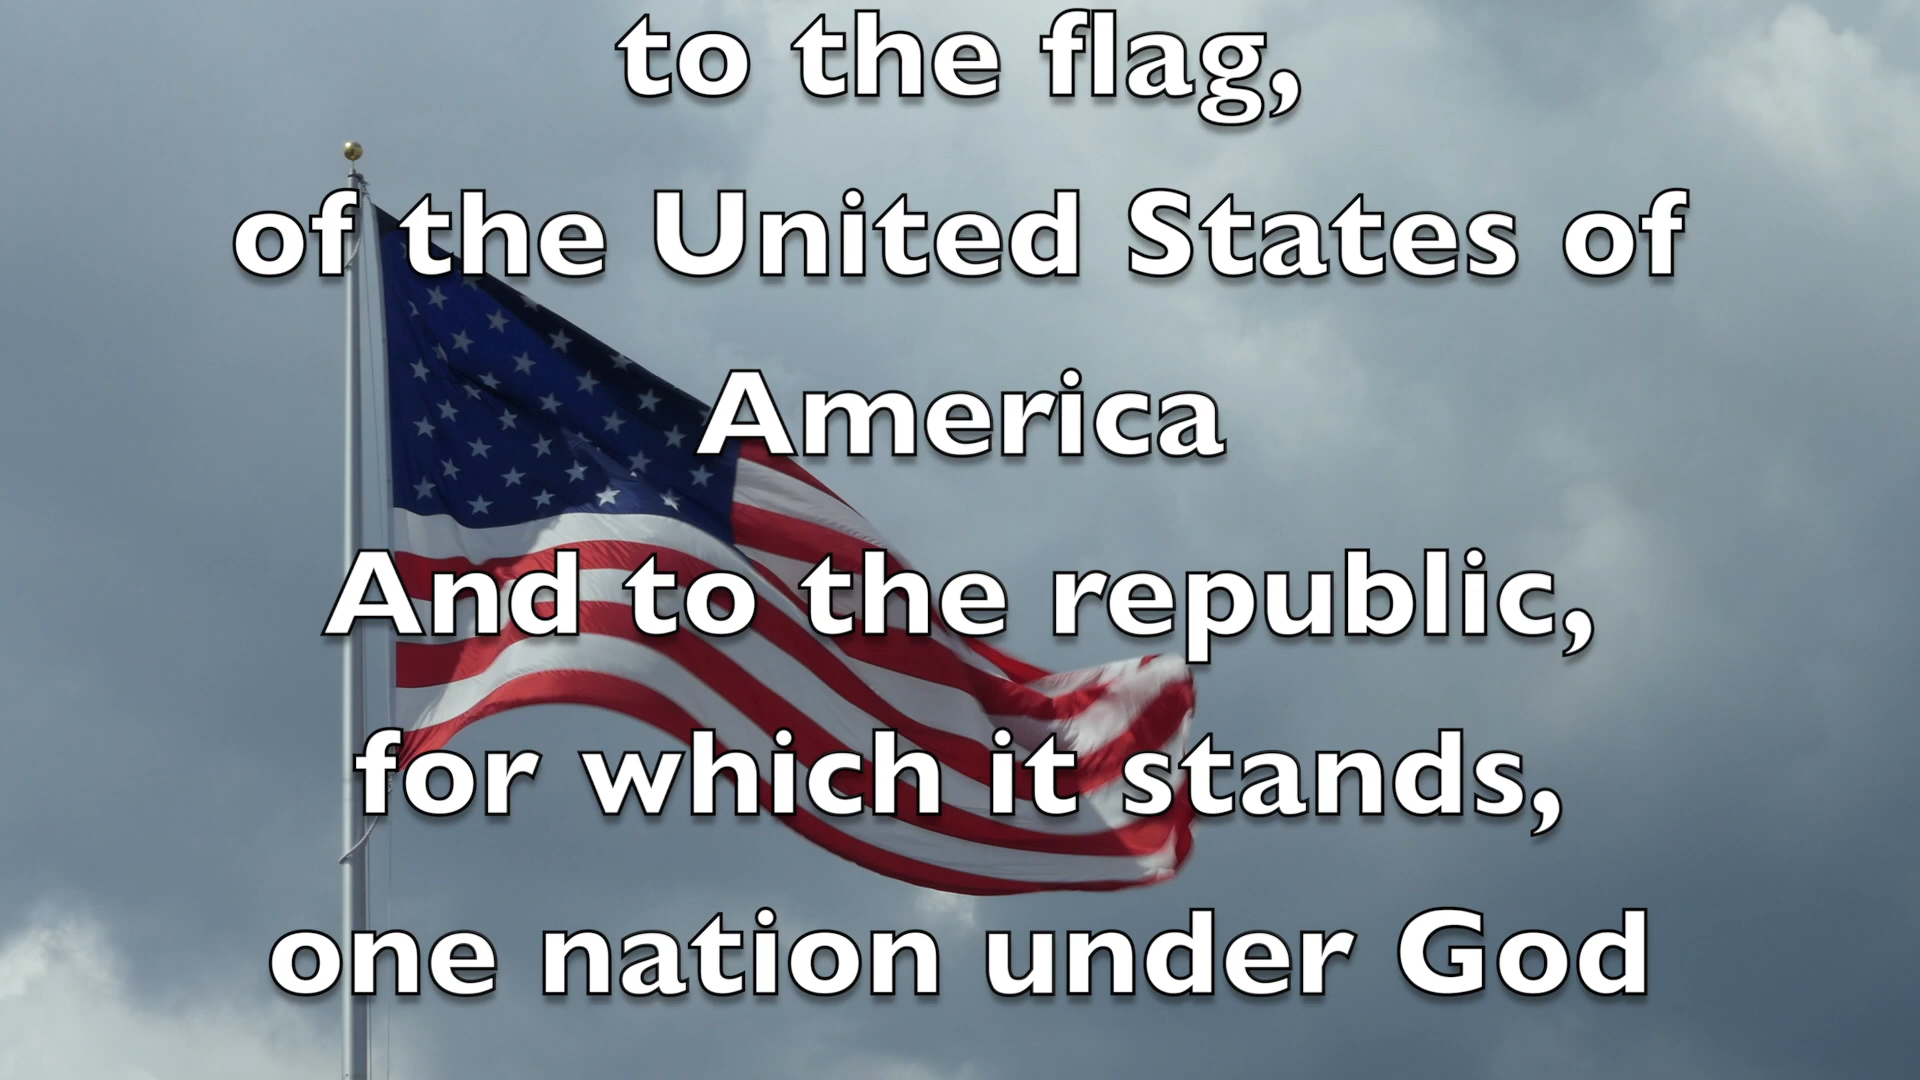 to the flag,
of the United States of
America
And to the republic,
for which it stands,
one nation under God